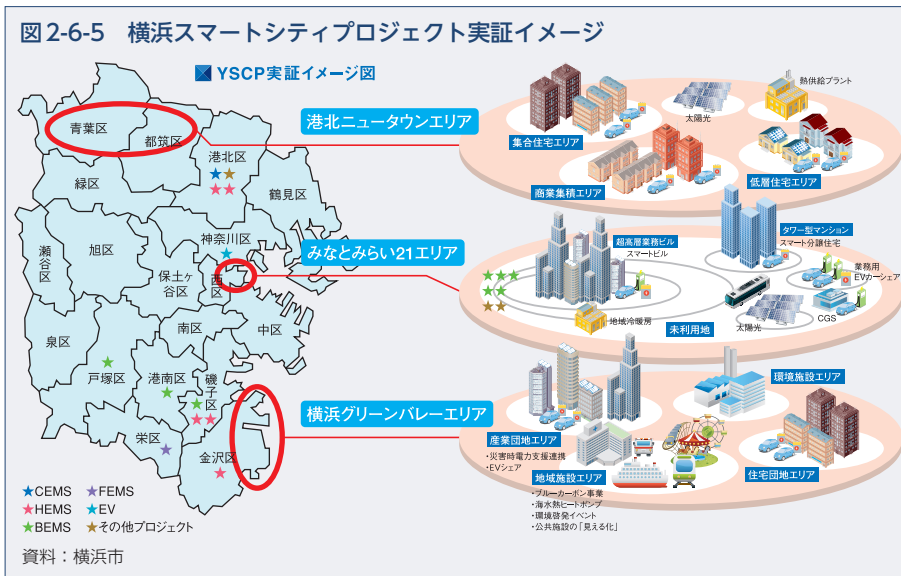 図2-6-5　横浜スマートシティプロジェクト実証イメージ
YSCP実証イメージ図
青葉区
都筑区
港北区
緑区
鶴見区
神奈川区
瀬谷区
旭区
保土ヶ谷区
西区
泉区
南区
中区
戸塚区
港南区
磯子区
栄区
金沢区
★CEMS
★FEMS
★HEMS
★EV
★BEMS
★その他プロジェクト
港北ニュータウンエリア
集合住宅エリア
太陽光
熱供給プラント
商業集積エリア
低層住宅エリア
みなとみらい21エリア
超高層業務ビル
スマートビル
タワー型マンション
スマート分譲住宅
業務用
EVカーシェア
地域冷暖房
未利用地
太陽光
CGS
横浜グリーンバレーエリア
環境施設エリア
産業団地エリア
・災害時電力支援連携
・EVシェア
地域施設エリア
・ブルーカーボン事業
・海水熱ヒートポンプ
・環境啓発イベント
・公共施設の「見える化」
住宅団地エリア
資料：横浜市